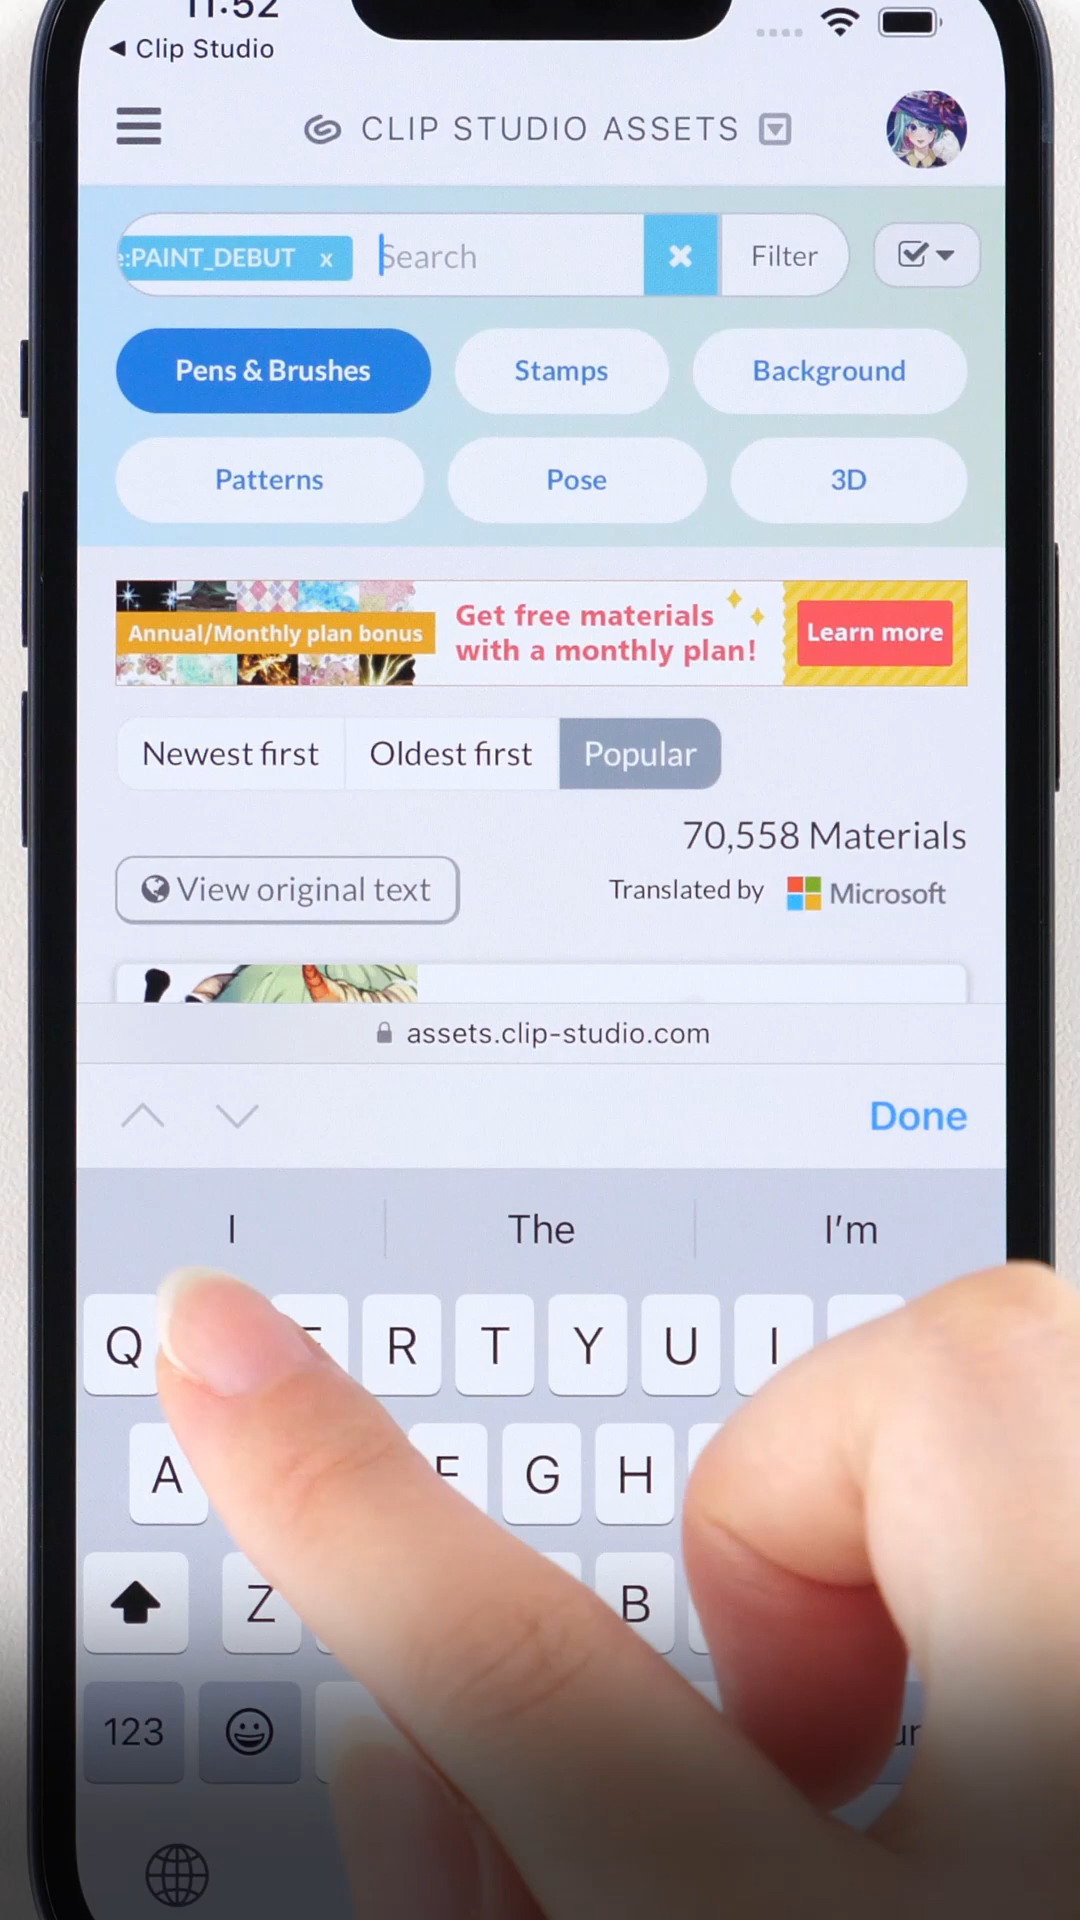 11:52
◀ Clip Studio
CLIP STUDIO ASSETS
e:PAINT_DEBUT x
Search
Filter
Pens & Brushes
Stamps
Background
Patterns
Pose
3D
Annual/Monthly plan bonus
Get free materials
with a monthly plan!
Learn more
Newest first
Oldest first
Popular
70,558 Materials
View original text
Translated by Microsoft
assets.clip-studio.com
Done
I
The
I'm
Q R T Y U I
A F G H
Z B
123